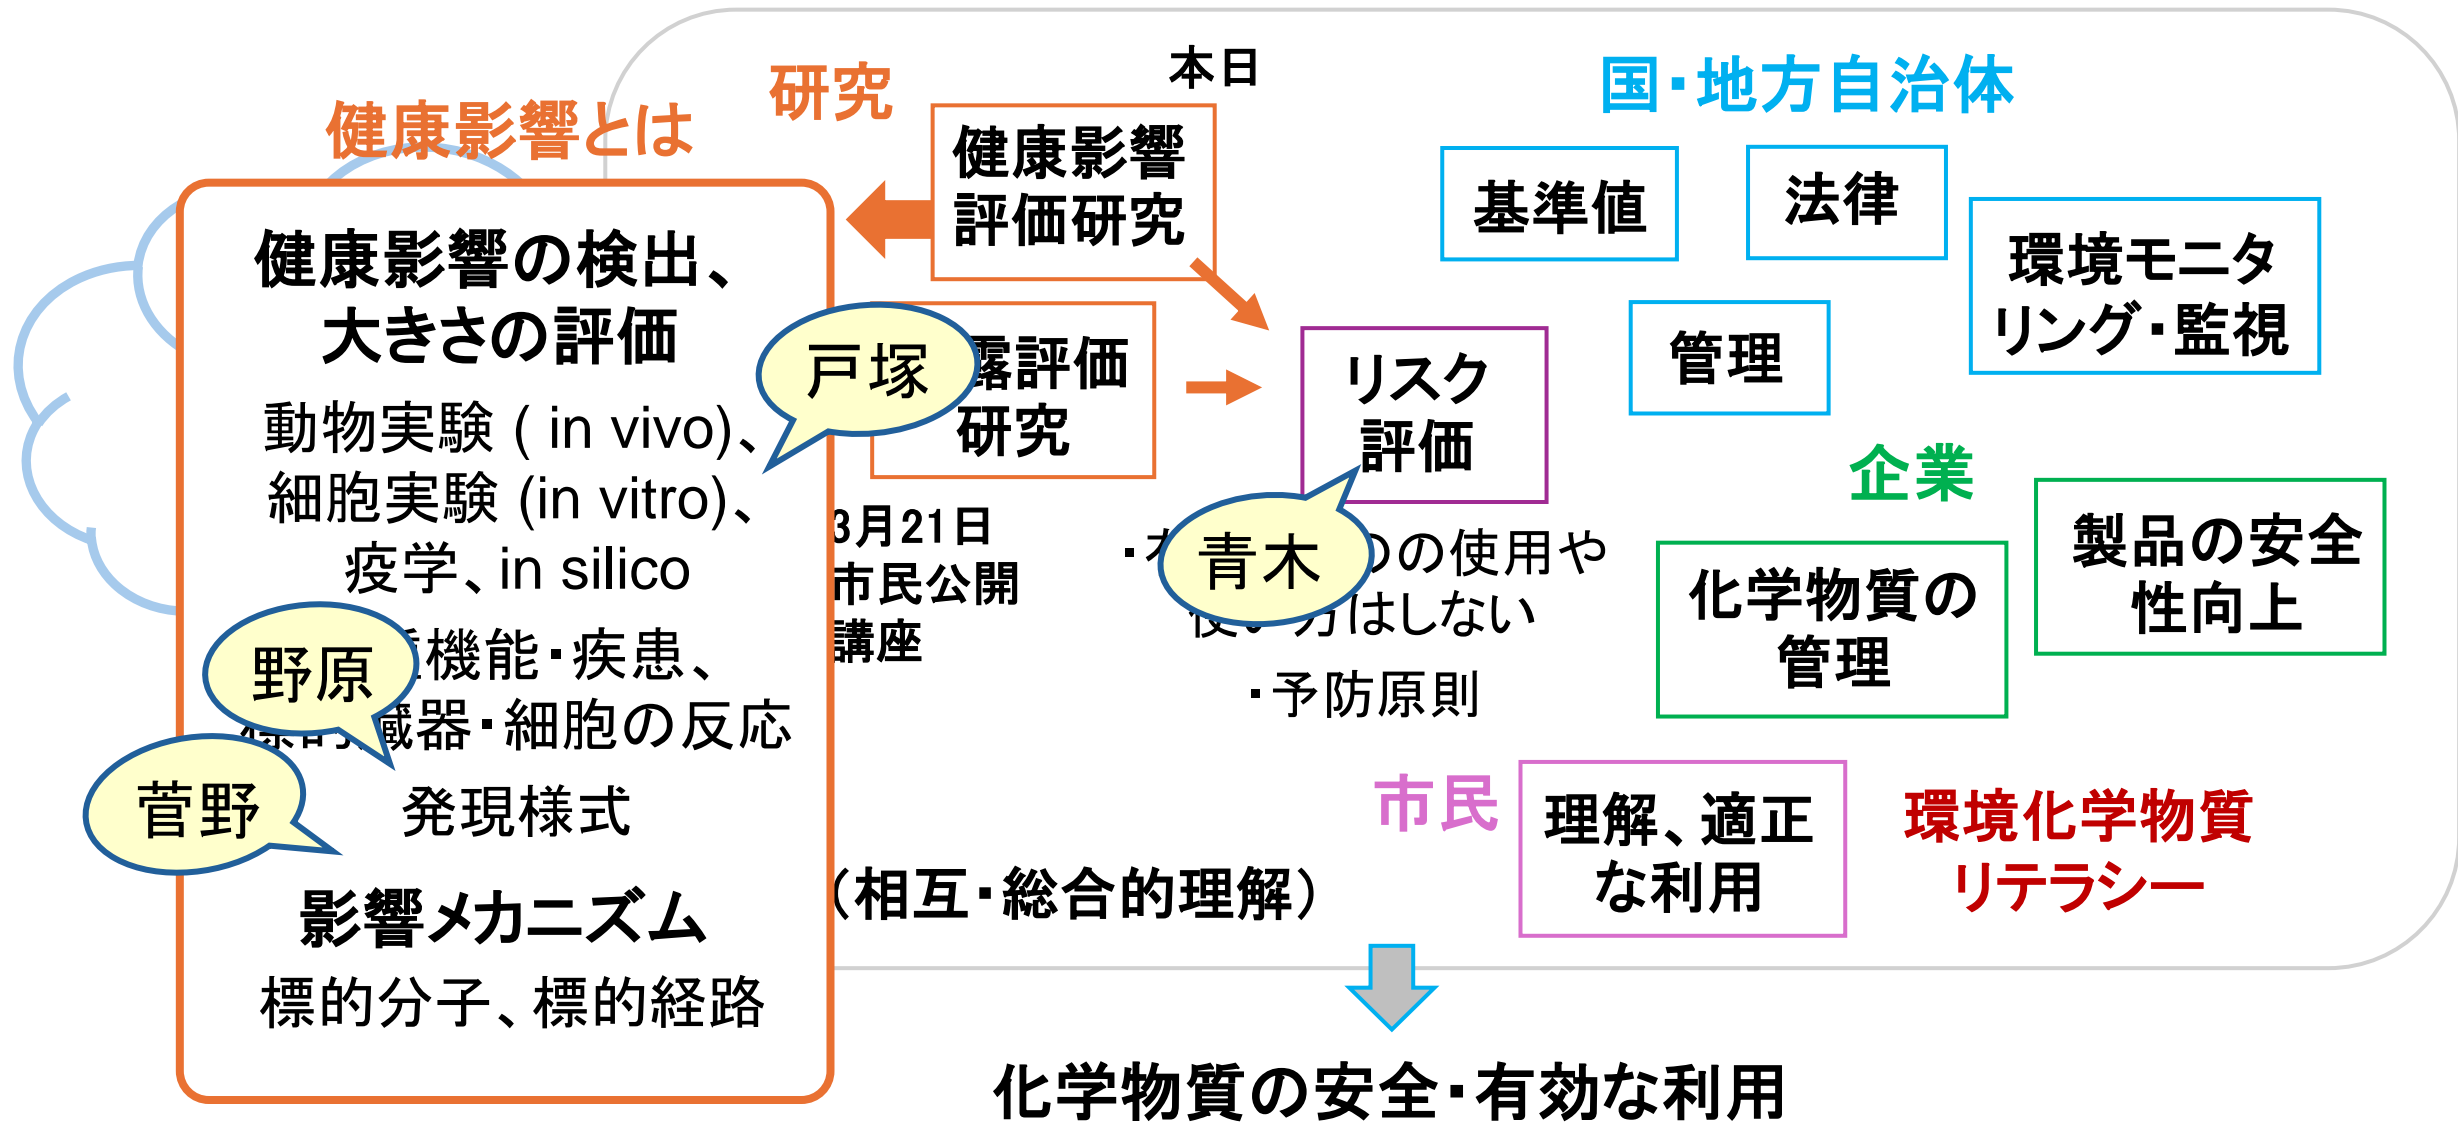 健康影響とは
健康影響の検出、
大きさの評価
動物実験 ( in vivo)、
細胞実験 (in vitro)、
疫学、in silico
機能・疾患、
臓器・細胞の反応
発現様式
影響メカニズム
標的分子、標的経路
野原
菅野
戸塚
研究
本日
健康影響
評価研究
露評価
研究
3月21日
市民公開
講座
リスク
評価
青木
の使用や
はしない
・予防原則
国・地方自治体
基準値
法律
環境モニタ
リング・監視
管理
企業
化学物質の
管理
製品の安全
性向上
市民
理解、適正
な利用
環境化学物質
リテラシー
（相互・総合的理解）
化学物質の安全・有効な利用